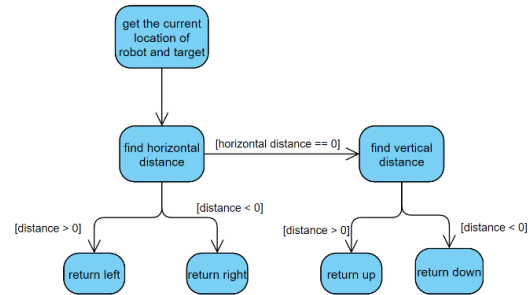 get the current
location of
robot and target
find horizontal
distance
[horizontal distance == 0]
find vertical
distance
[distance > 0]
[distance < 0]
[distance > 0]
[distance < 0]
return left
return right
return up
return down